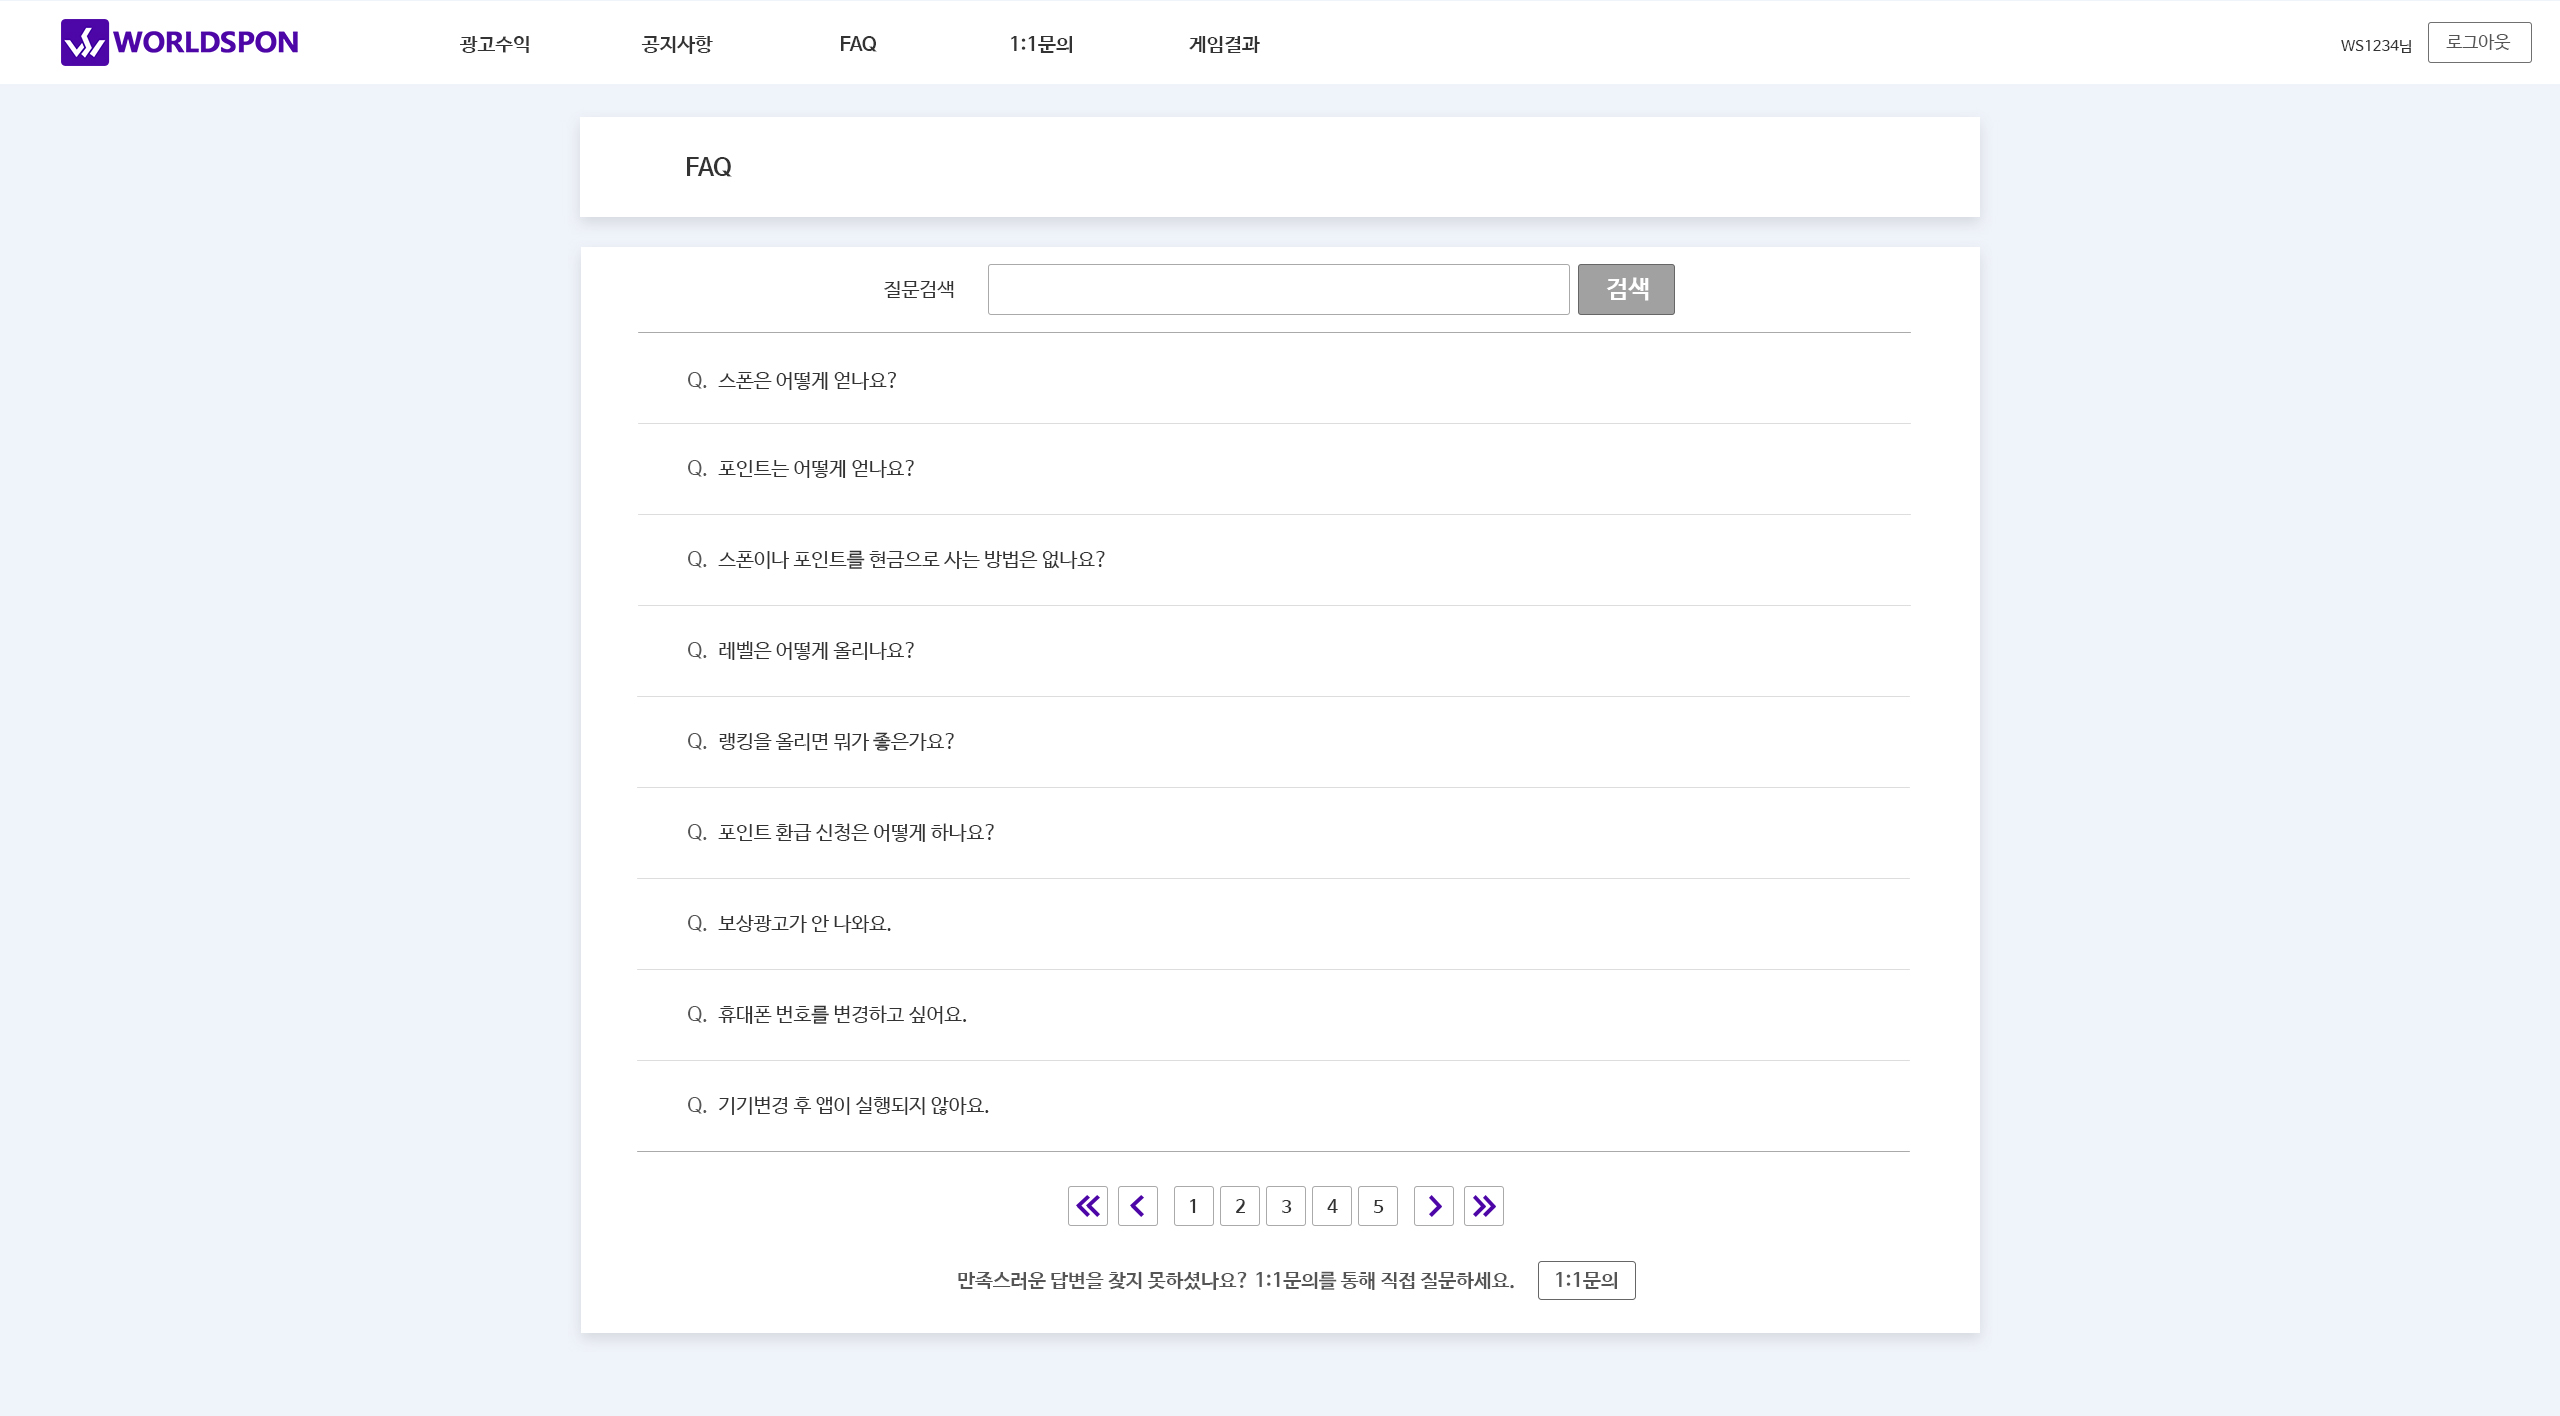 WORLDSPON
광고수익
공지사항
FAQ
1:1문의
게임결과
WS1234님
로그아웃
FAQ
질문검색
검색
Q. 스폰은 어떻게 얻나요?
Q. 포인트는 어떻게 얻나요?
Q. 스폰이나 포인트를 현금으로 사는 방법은 없나요?
Q. 레벨은 어떻게 올리나요?
Q. 랭킹을 올리면 뭐가 좋은가요?
Q. 포인트 환급 신청은 어떻게 하나요?
Q. 보상광고가 안 나와요.
Q. 휴대폰 번호를 변경하고 싶어요.
Q. 기기변경 후 앱이 실행되지 않아요.
1 2 3 4 5
만족스러운 답변을 찾지 못하셨나요? 1:1문의를 통해 직접 질문하세요.
1:1문의